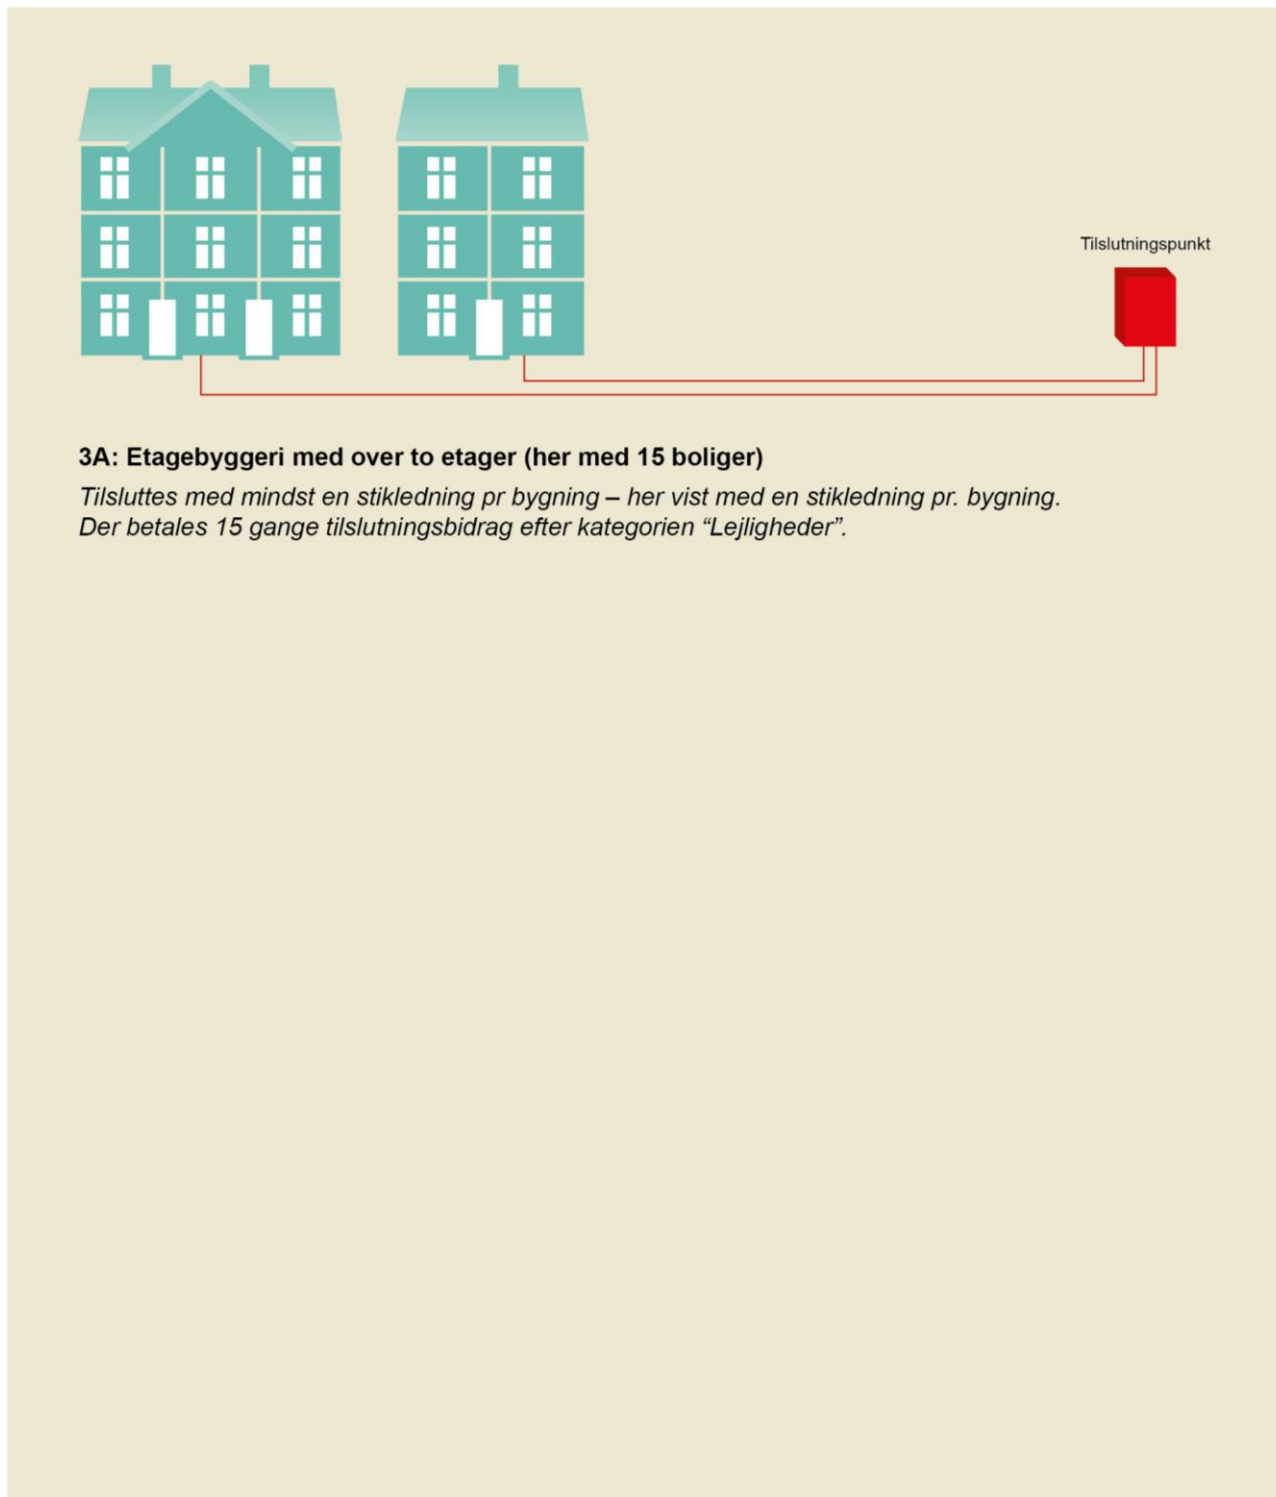 Tilslutningspunkt
3A: Etagebyggeri med over to etager (her med 15 boliger)
Tilsluttes med mindst en stikledning pr bygning – her vist med en stikledning pr. bygning.
Der betales 15 gange tilslutningsbidrag efter kategorien “Lejligheder”.